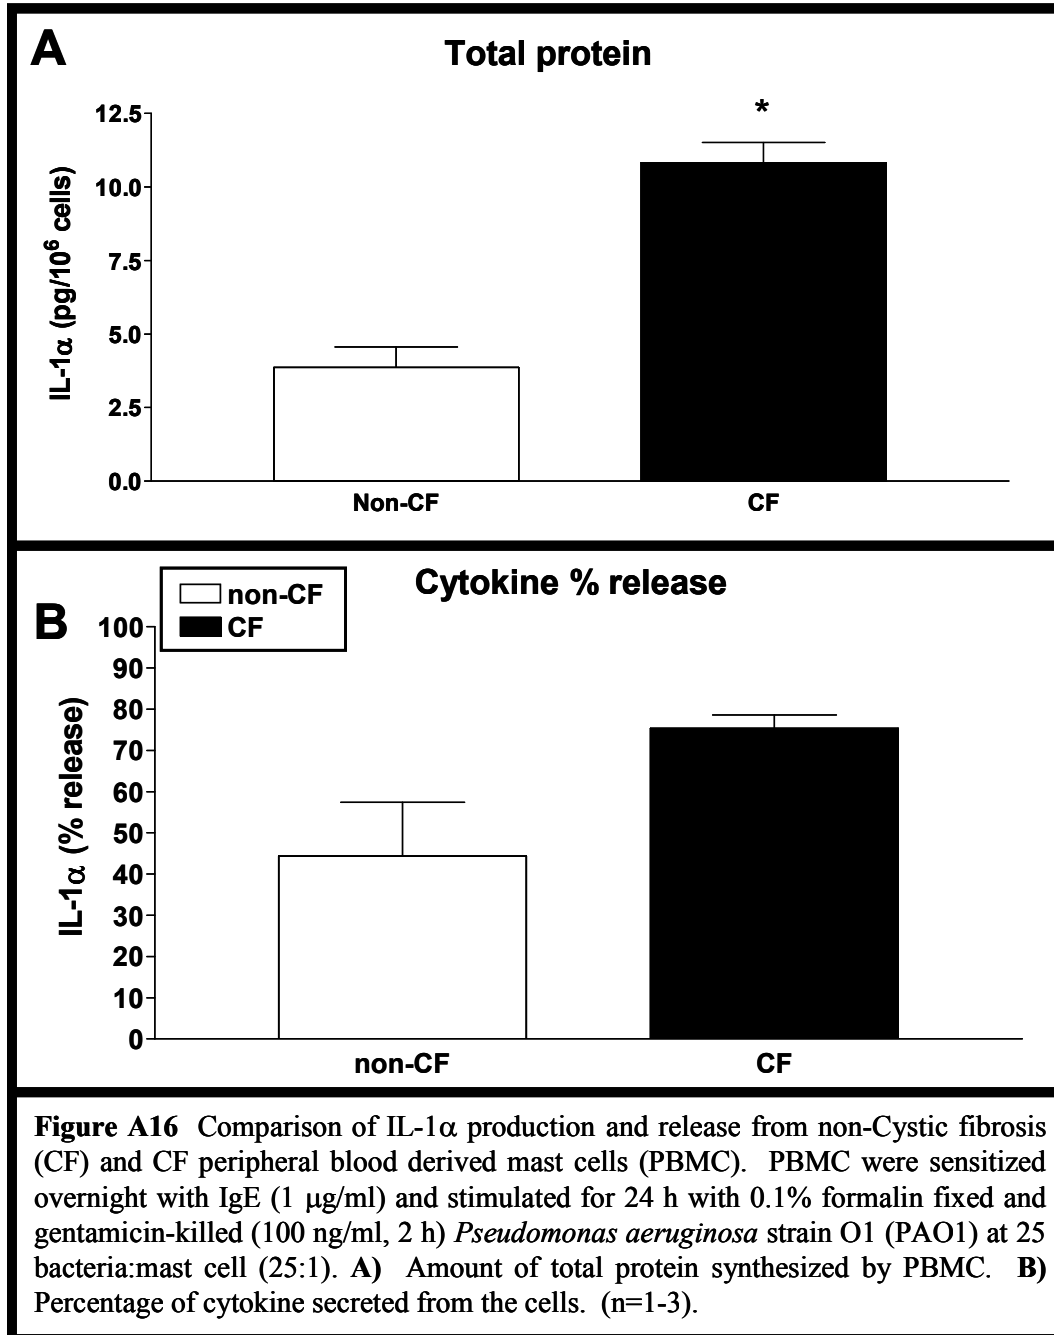 A
Total protein
*
12.5
10.0
7.5
5.0
2.5
0.0
IL-1α (pg/10⁶ cells)
Non-CF
CF
B
Cytokine % release
non-CF
CF
100
90
80
70
60
50
40
30
20
10
0
IL-1α (% release)
non-CF
CF
Figure A16 Comparison of IL-1α production and release from non-Cystic fibrosis
(CF) and CF peripheral blood derived mast cells (PBMC). PBMC were sensitized
overnight with IgE (1 μg/ml) and stimulated for 24 h with 0.1% formalin fixed and
gentamicin-killed (100 ng/ml, 2 h) Pseudomonas aeruginosa strain O1 (PAO1) at 25
bacteria:mast cell (25:1). A) Amount of total protein synthesized by PBMC. B)
Percentage of cytokine secreted from the cells. (n=1-3).